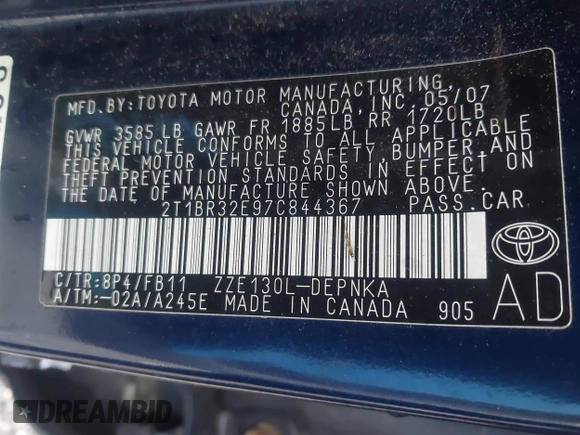 MFD.BY:TOYOTA MOTOR MANUFACTURING,
CANADA,INC.05/07
GVWR 3585LB GAWR FR 1885LB RR 1720LB
THIS VEHICLE CONFORMS TO ALL APPLICABLE
FEDERAL MOTOR VEHICLE SAFETY,BUMPER AND
THEFT PREVENTION STANDARDS IN EFFECT ON
THE DATE OF MANUFACTURE SHOWN ABOVE.
2T1BR32E97C844367 PASS.CAR
C/TR:8P4/FB11 ZZE130L-DEPNKA
A/TM:-02A/A245E MADE IN CANADA 905
AD
DREAMBID